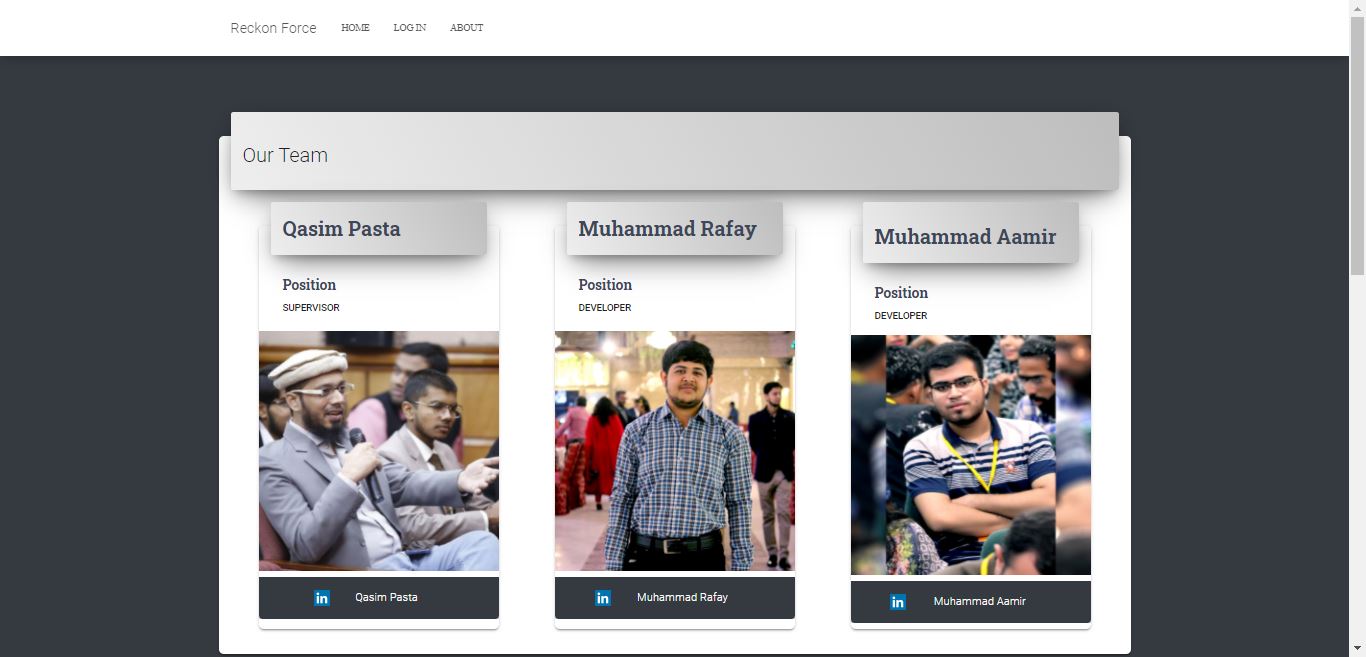 Reckon Force HOME LOG IN ABOUT
Our Team
Qasim Pasta
Position
SUPERVISOR
in Qasim Pasta
Muhammad Rafay
Position
DEVELOPER
in Muhammad Rafay
Muhammad Aamir
Position
DEVELOPER
in Muhammad Aamir